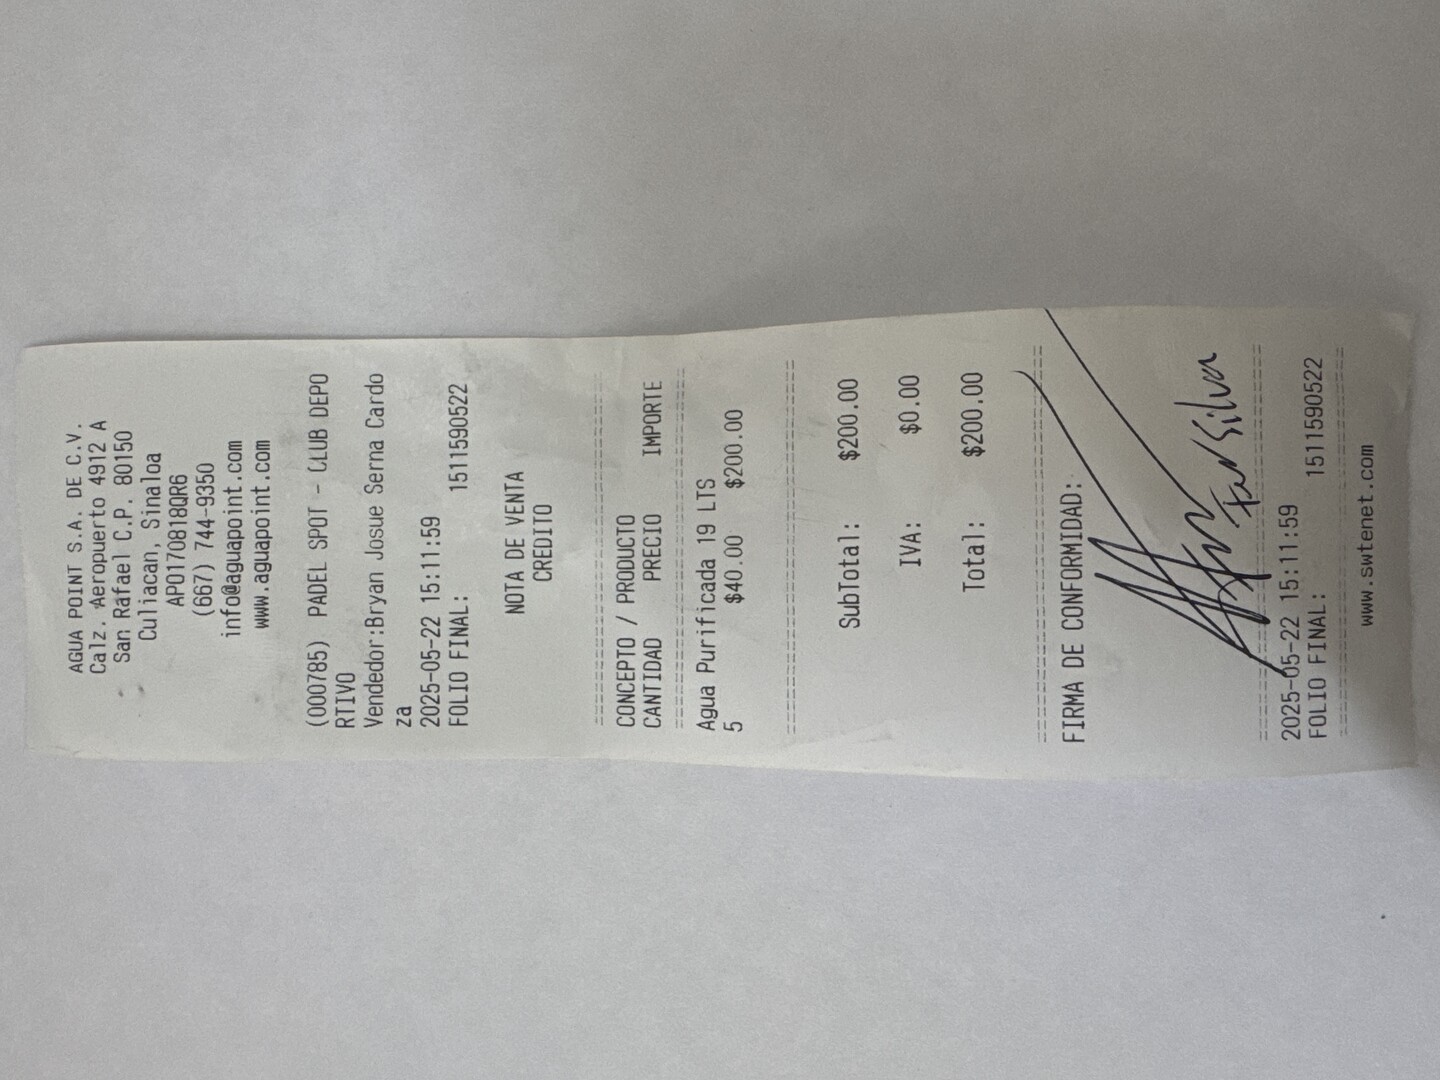 AGUA POINT S.A. DE C.V.
Calz. Aeropuerto 4912 A
San Rafael C.P. 80150
Culiacan, Sinaloa
APO170818QR6
(667) 744-9350
info@aguapoint.com
www.aguapoint.com
(000785) PADEL SPOT - CLUB DEPO
RTIVO
Vendedor:Bryan Josue Serna Cardo
za
2025-05-22 15:11:59
FOLIO FINAL: 1511590522
NOTA DE VENTA
CREDITO
CONCEPTO / PRODUCTO
CANTIDAD PRECIO IMPORTE
Agua Purificada 19 LTS
5 $40.00 $200.00
SubTotal: $200.00
IVA: $0.00
Total: $200.00
FIRMA DE CONFORMIDAD:
Fer Silva
2025-05-22 15:11:59
FOLIO FINAL: 1511590522
www.swtenet.com